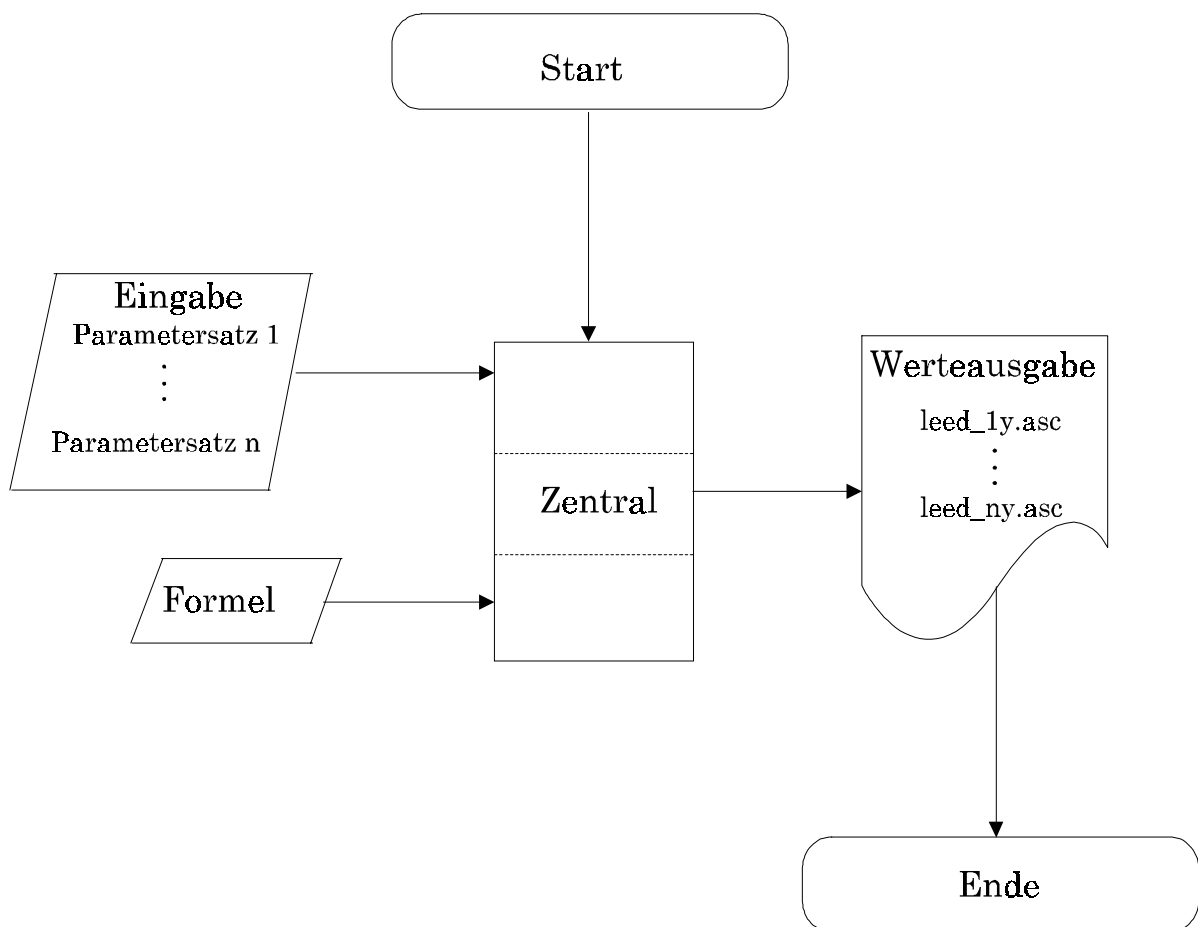 Start
Eingabe
Parametersatz 1
⋮
Parametersatz n
Formel
Zentral
Werteausgabe
leed_1y.asc
⋮
leed_ny.asc
Ende